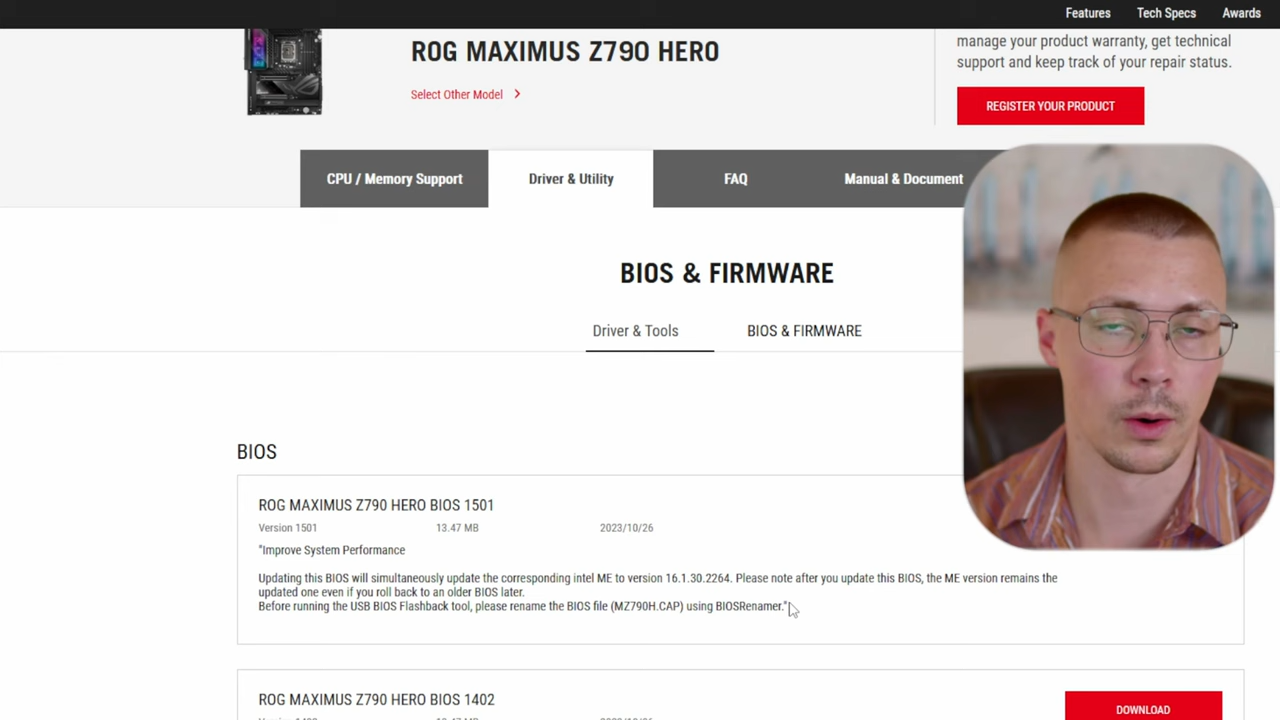 Features Tech Specs Awards
ROG MAXIMUS Z790 HERO
manage your product warranty, get technical
support and keep track of your repair status.
Select Other Model
REGISTER YOUR PRODUCT
CPU / Memory Support Driver & Utility FAQ Manual & Document
BIOS & FIRMWARE
Driver & Tools BIOS & FIRMWARE
BIOS
ROG MAXIMUS Z790 HERO BIOS 1501
Version 1501 13.47 MB 2023/10/26
"Improve System Performance
Updating this BIOS will simultaneously update the corresponding intel ME to version 16.1.30.2264. Please note after you update this BIOS, the ME version remains the
updated one even if you roll back to an older BIOS later.
Before running the USB BIOS Flashback tool, please rename the BIOS file (MZ790H.CAP) using BIOSRenamer."
ROG MAXIMUS Z790 HERO BIOS 1402
DOWNLOAD